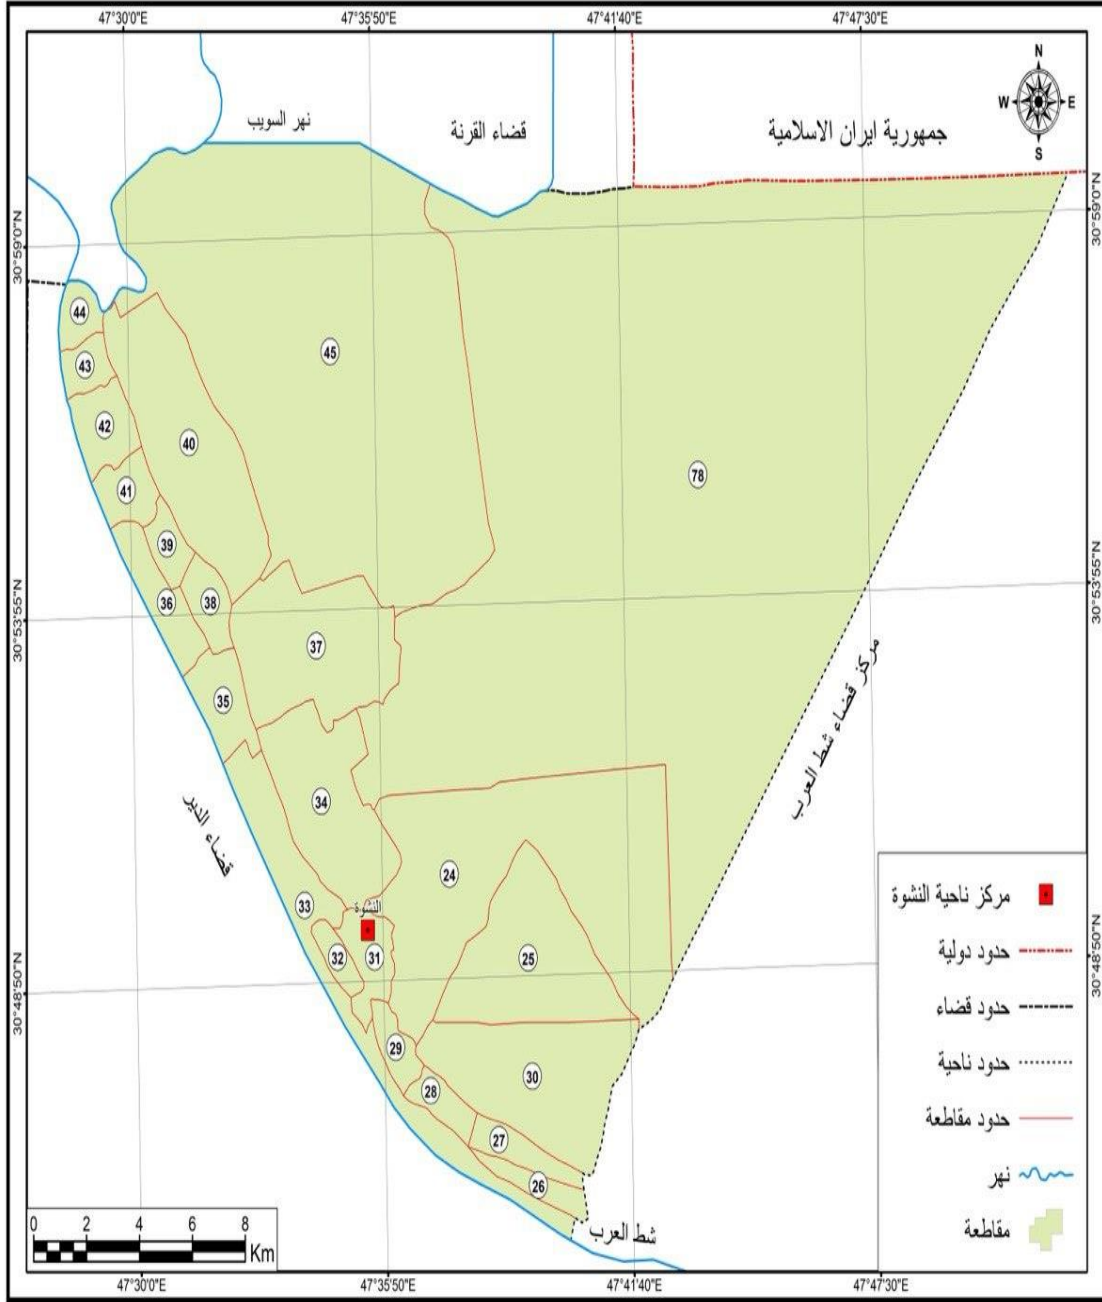 47°30'0"E
47°35'50"E
47°41'40"E
47°47'30"E
N
W E
S
نهر السويب
قضاء القرنة
جمهورية ايران الاسلامية
30°59'0"N
30°59'0"N
44
43
45
42
40
78
41
39
30°53'55"N
30°53'55"N
36
38
37
مركز قضاء شط العرب
35
34
قضاء الدير
24
33
النشوة
32
31
25
30°48'50"N
30°48'50"N
29
30
28
27
26
شط العرب
مركز ناحية النشوة
حدود دولية
حدود قضاء
حدود ناحية
حدود مقاطعة
نهر
مقاطعة
0 2 4 6 8
Km
47°30'0"E
47°35'50"E
47°41'40"E
47°47'30"E